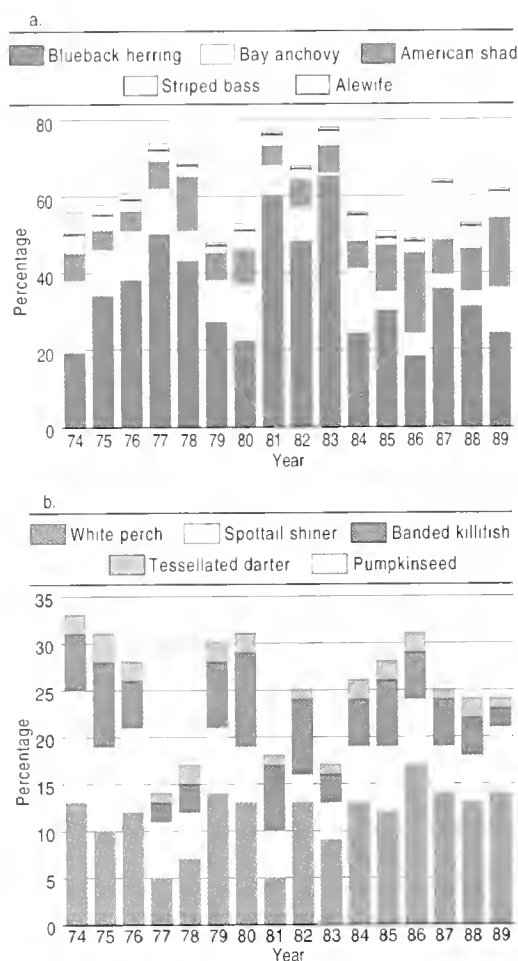 a.
Blueback herring Bay anchovy American shad
Striped bass Alewife
80
60
40
20
0
Percentage
74 75 76 77 78 79 80 81 82 83 84 85 86 87 88 89
Year
b.
White perch Spottail shiner Banded killifish
Tessellated darter Pumpkinseed
35
30
25
20
15
10
5
0
Percentage
74 75 76 77 78 79 80 81 82 83 84 85 86 87 88 89
Year